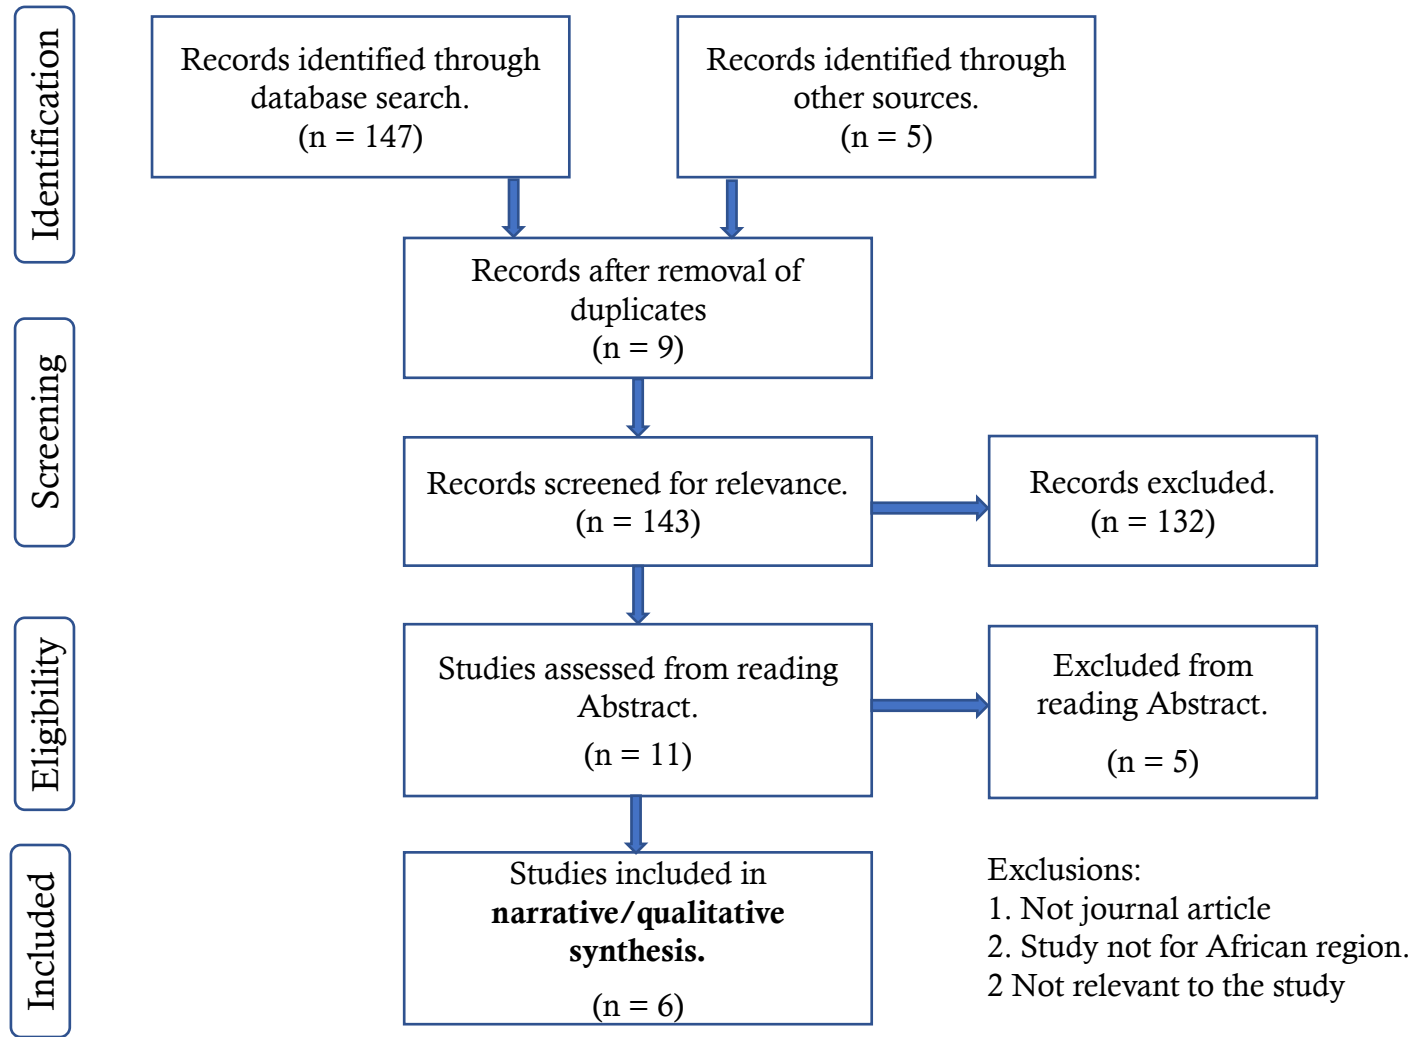 Identification
Records identified through
database search.
(n = 147)
Records identified through
other sources.
(n = 5)
Records after removal of
duplicates
(n = 9)
Screening
Records screened for relevance.
(n = 143)
Records excluded.
(n = 132)
Eligibility
Studies assessed from reading
Abstract.
(n = 11)
Excluded from
reading Abstract.
(n = 5)
Included
Studies included in
narrative/qualitative
synthesis.
(n = 6)
Exclusions:
1. Not journal article
2. Study not for African region.
2 Not relevant to the study